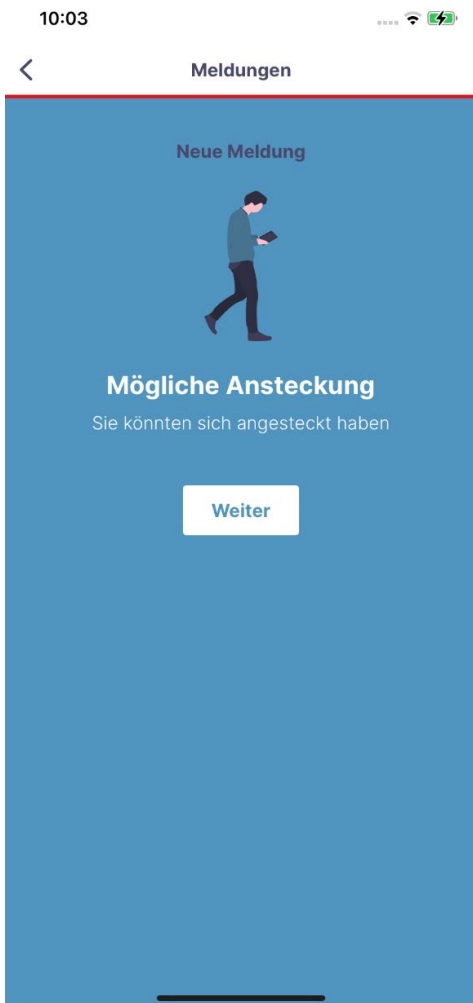 10:03
Meldungen
Neue Meldung
Mögliche Ansteckung
Sie könnten sich angesteckt haben
Weiter